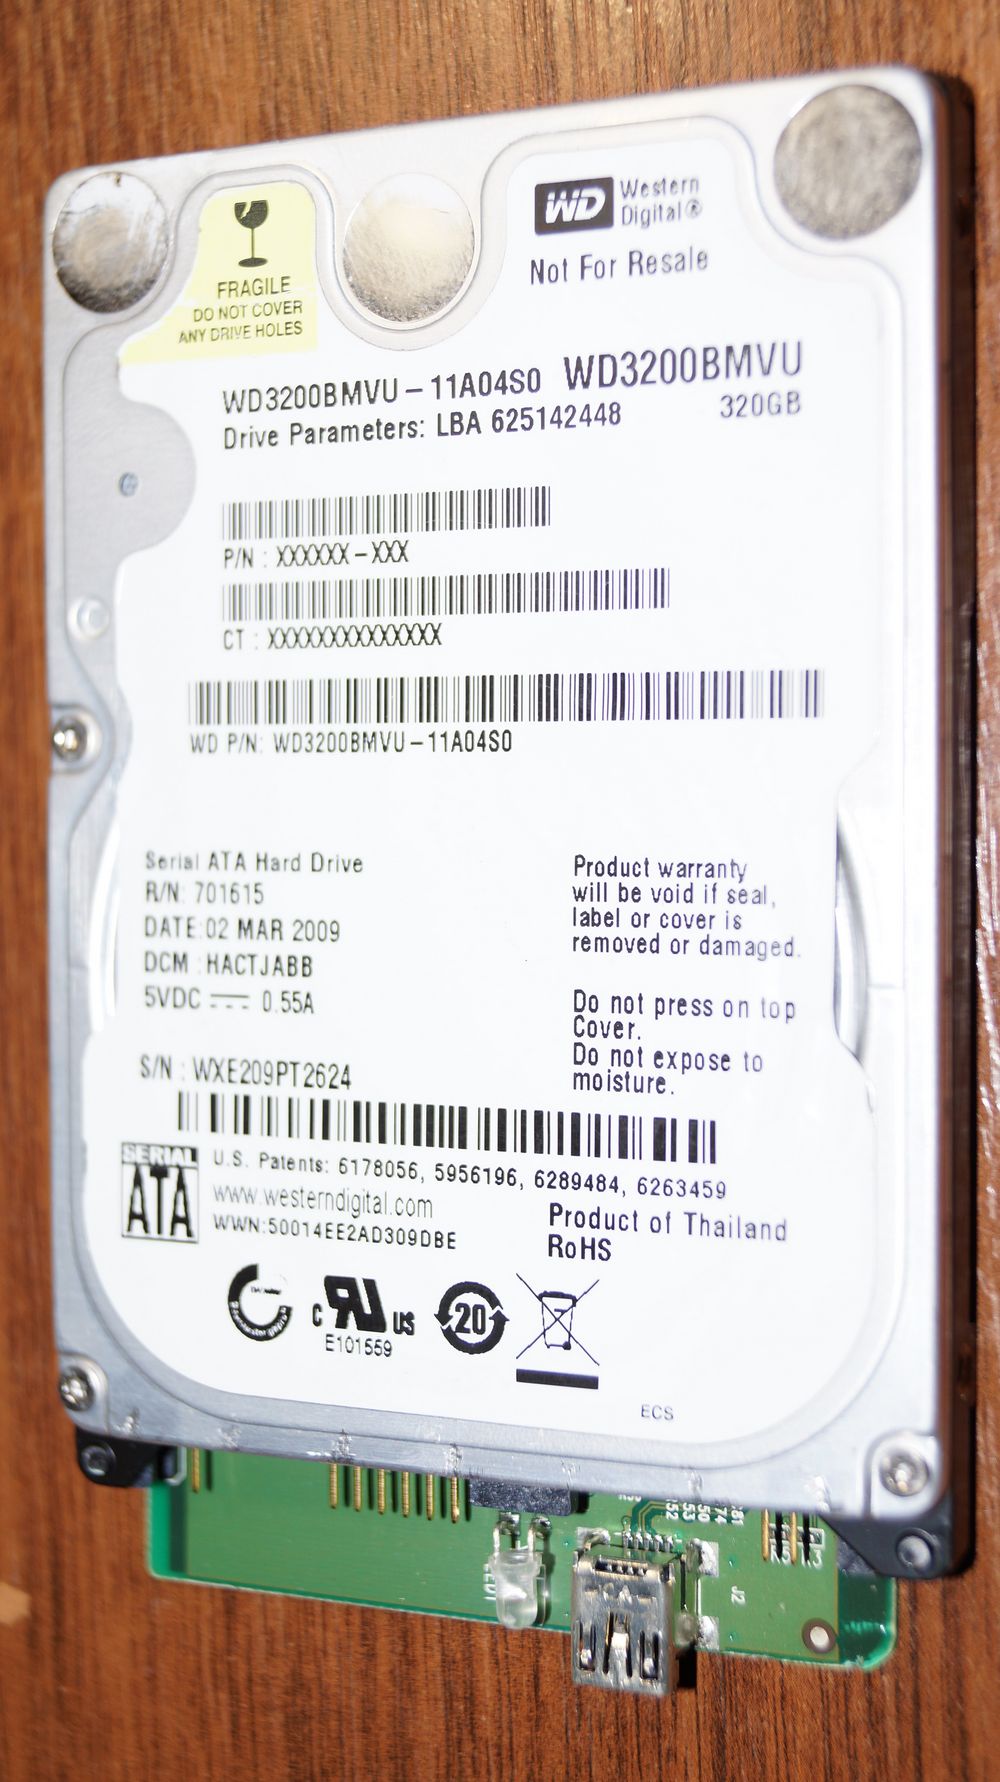 WD Western
Digital®
Not For Resale
FRAGILE
DO NOT COVER
ANY DRIVE HOLES
WD3200BMVU-11A04S0 WD3200BMVU
Drive Parameters: LBA 625142448 320GB
P/N : XXXXXX-XXX
CT : XXXXXXXXXXXXXX
WD P/N: WD3200BMVU-11A04S0
Serial ATA Hard Drive
R/N: 701615
DATE:02 MAR 2009
DCM :HACTJABB
5VDC 0.55A
Product warranty
will be void if seal,
label or cover is
removed or damaged.
Do not press on top
Cover.
Do not expose to
moisture.
S/N : WXE209PT2624
SERIAL
ATA
U.S. Patents: 6178056, 5956196, 6289484, 6263459
www.westerndigital.com
WWN:50014EE2AD309DBE
Product of Thailand
RoHS
C RU US
E101559
20
ECS
J2